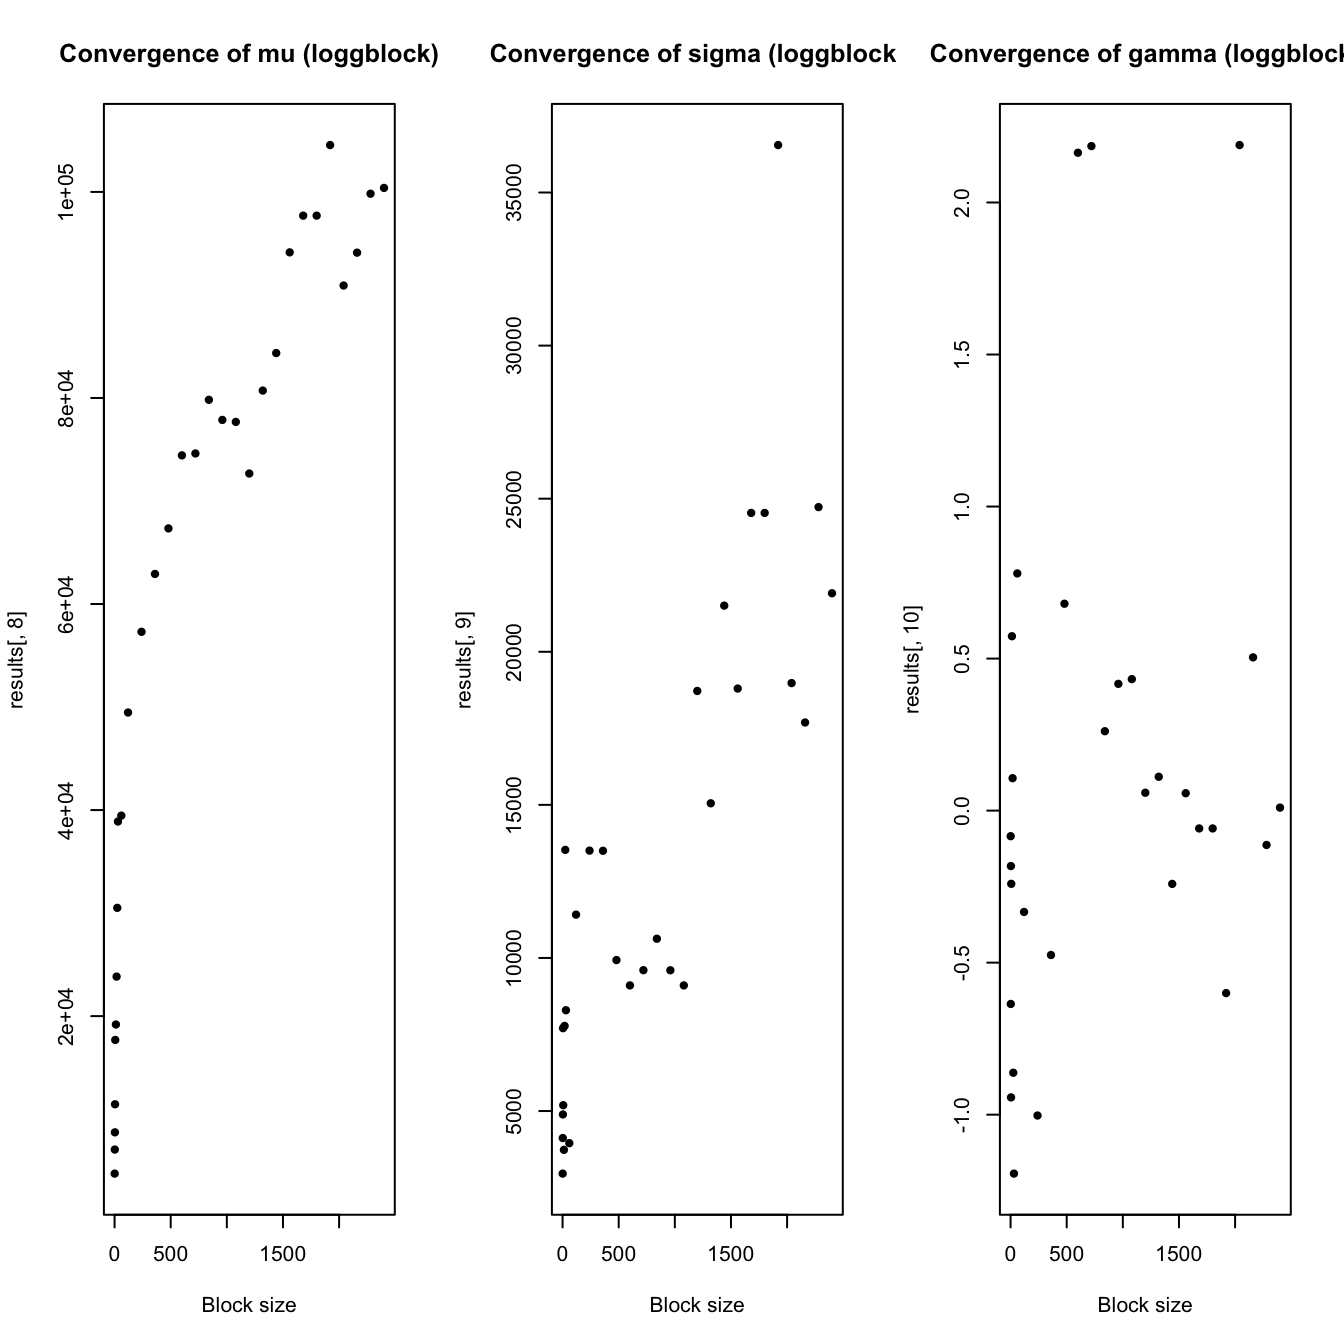 Convergence of mu (loggblock)
results[, 8]
1e+05
8e+04
6e+04
4e+04
2e+04
0 500 1500
Block size
Convergence of sigma (loggblock
results[, 9]
35000
30000
25000
20000
15000
10000
5000
0 500 1500
Block size
Convergence of gamma (loggblock
results[, 10]
2.0
1.5
1.0
0.5
0.0
-0.5
-1.0
0 500 1500
Block size